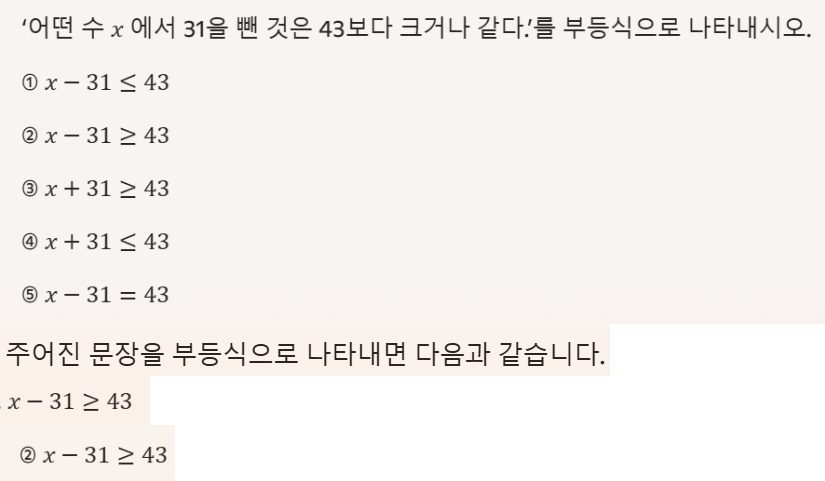 ‘어떤 수 x 에서 31을 뺀 것은 43보다 크거나 같다.’를 부등식으로 나타내시오.
① x − 31 ≤ 43
② x − 31 ≥ 43
③ x + 31 ≥ 43
④ x + 31 ≤ 43
⑤ x − 31 = 43
주어진 문장을 부등식으로 나타내면 다음과 같습니다.
x − 31 ≥ 43
② x − 31 ≥ 43